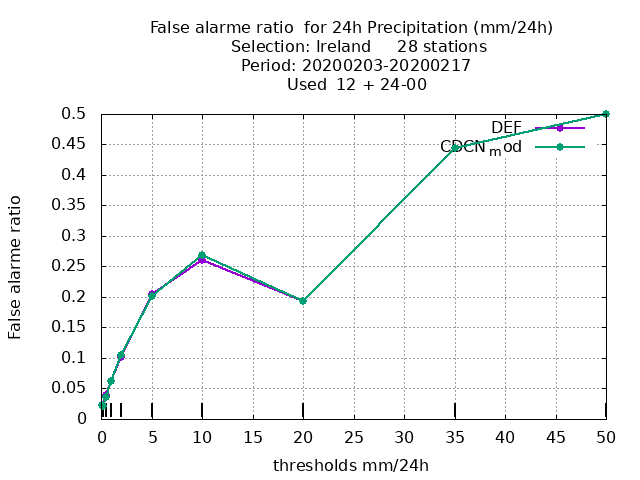 False alarme ratio  for 24h Precipitation (mm/24h)
Selection: Ireland     28 stations
Period: 20200203-20200217
Used  12 + 24-00
DEF
CDCN_mod
0.5
0.45
0.4
0.35
0.3
0.25
0.2
0.15
0.1
0.05
0
False alarme ratio
0 5 10 15 20 25 30 35 40 45 50
thresholds mm/24h